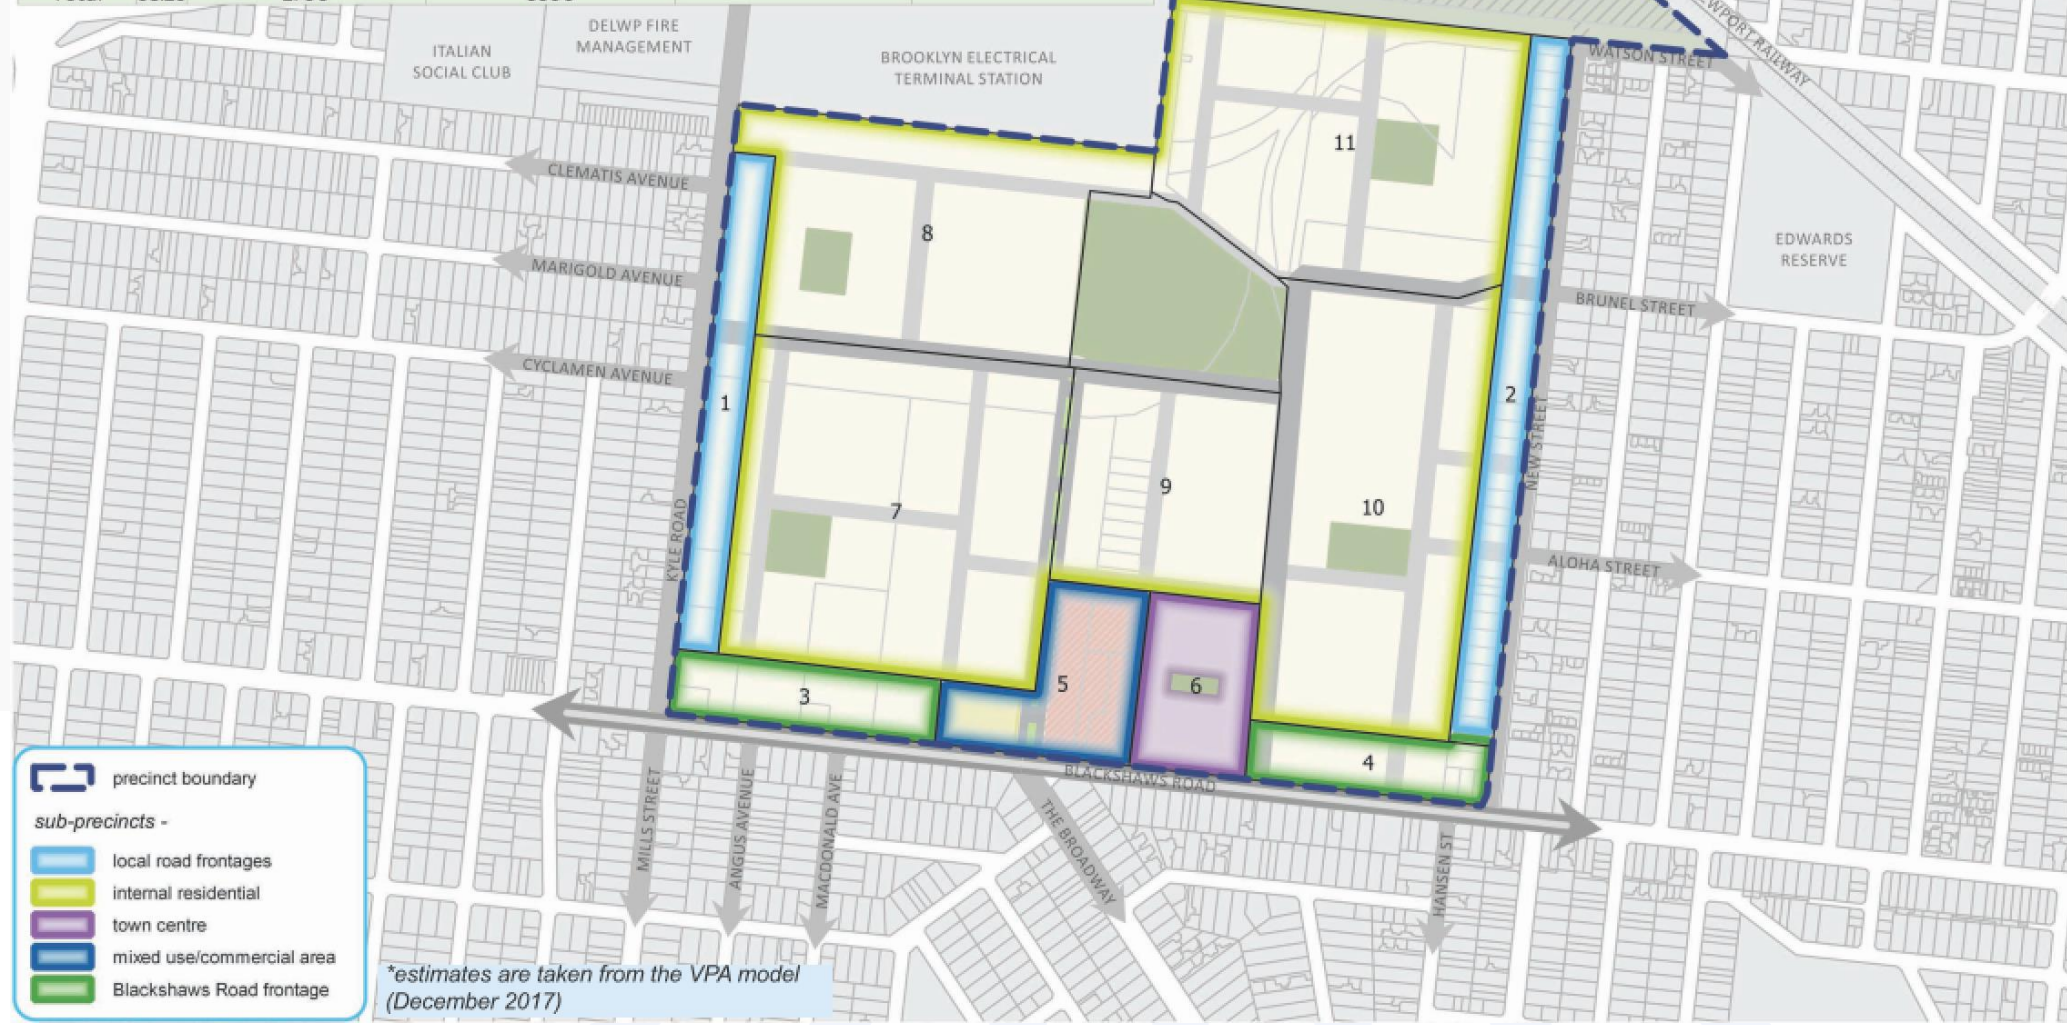 DELWP FIRE
MANAGEMENT
ITALIAN
SOCIAL CLUB
BROOKLYN ELECTRICAL
TERMINAL STATION
WATSON STREET
RAILWAY
11
CLEMATIS AVENUE
8
MARIGOLD AVENUE
EDWARDS
RESERVE
BRUNEL STREET
CYCLAMEN AVENUE
1
2
NEW STREET
9
7
10
KYLE ROAD
ALOHA STREET
5
6
3
4
BLACKSHAWS ROAD
MILLS STREET
ANGUS AVENUE
MACDONALD AVE
THE BROADWAY
HANSEN ST
precinct boundary
sub-precincts -
local road frontages
internal residential
town centre
mixed use/commercial area
Blackshaws Road frontage
*estimates are taken from the VPA model
(December 2017)